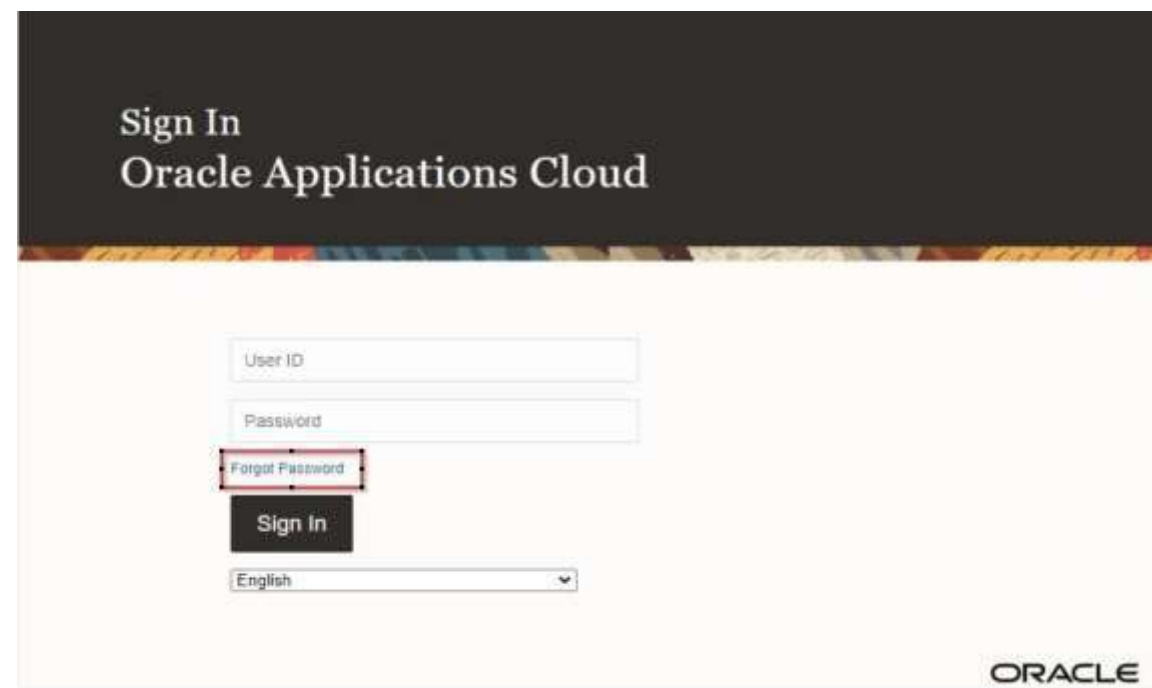 Sign In
Oracle Applications Cloud
User ID
Password
Forgot Password
Sign In
English
ORACLE